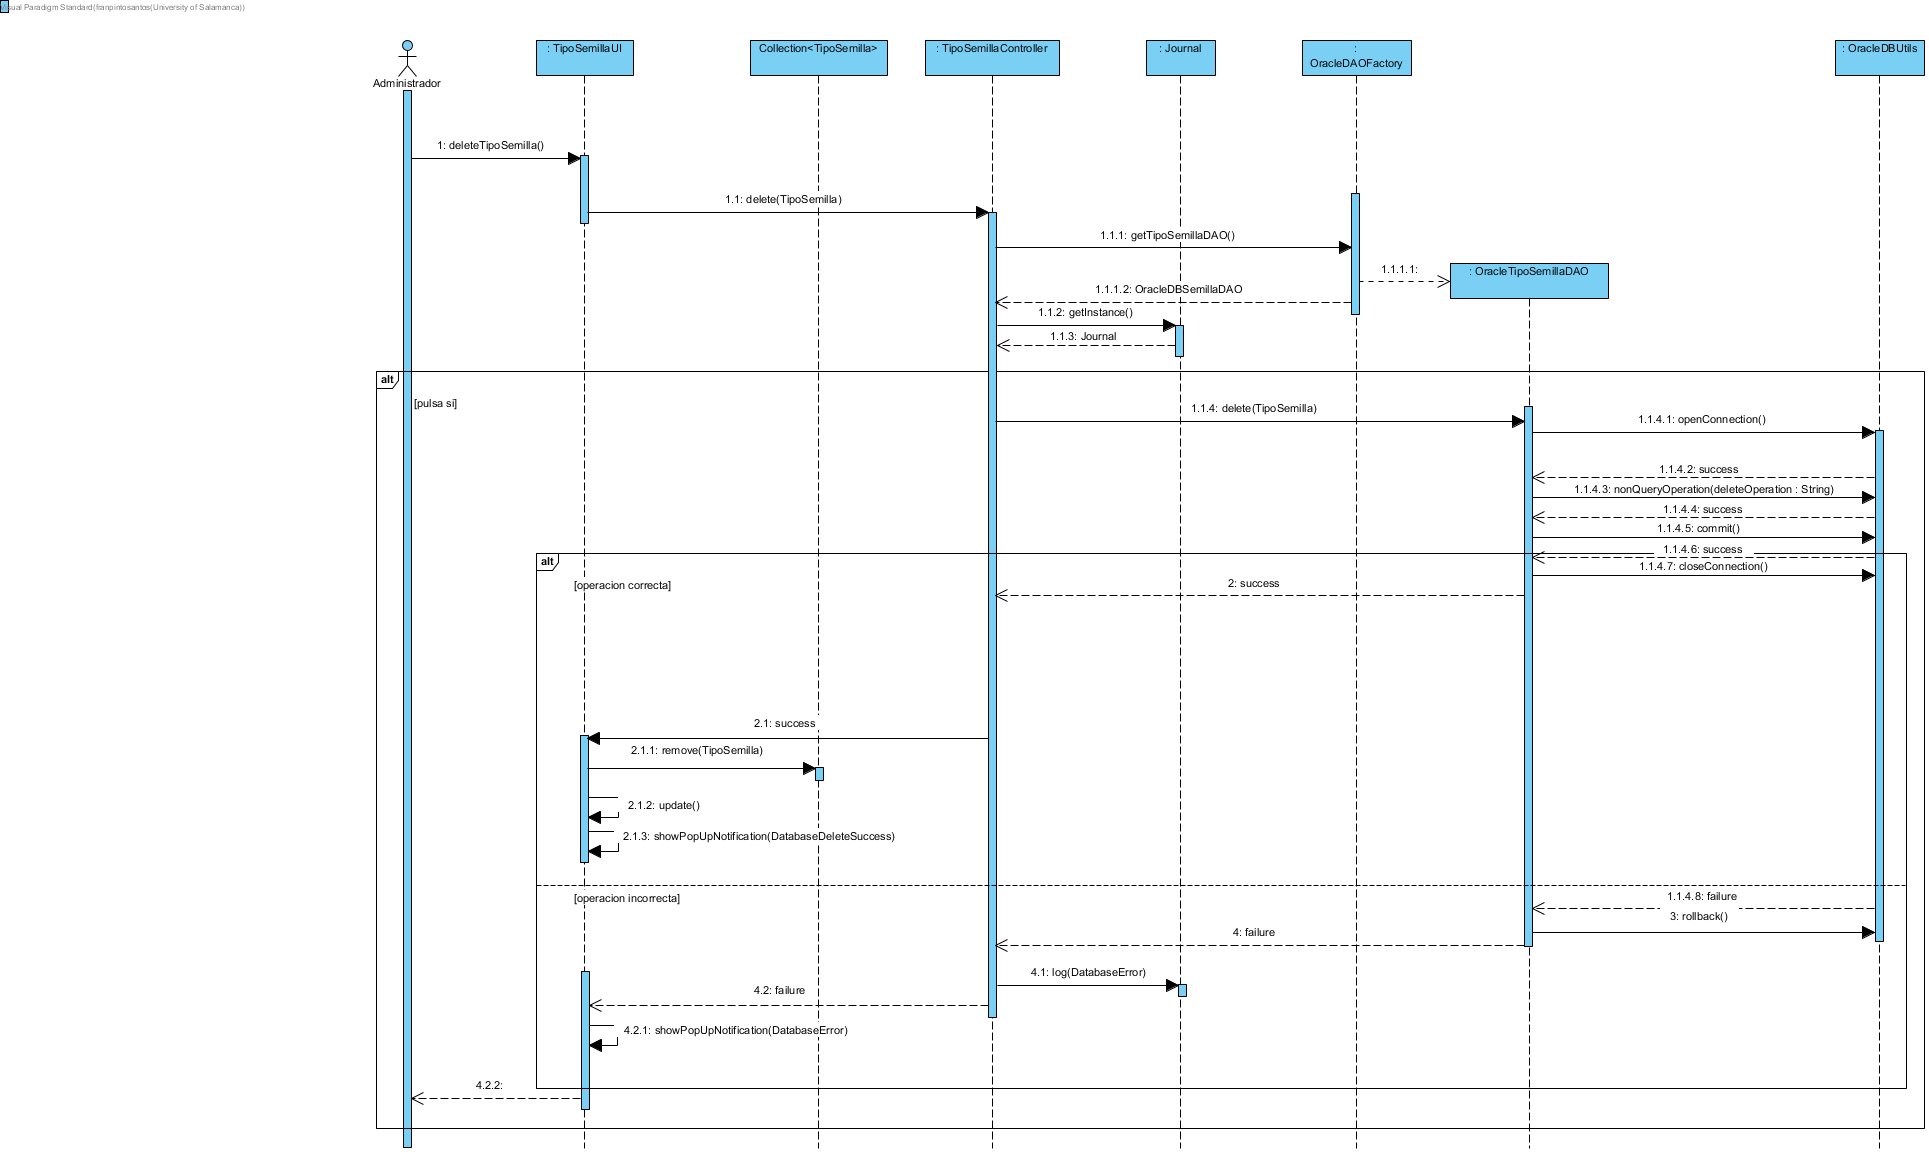 Visual Paradigm Standard(franpintosantos(University of Salamanca))
Administrador
: TipoSemillaUI
Collection<TipoSemilla>
: TipoSemillaController
: Journal
:
OracleDAOFactory
: OracleDBUtils
1: deleteTipoSemilla()
1.1: delete(TipoSemilla)
1.1.1: getTipoSemillaDAO()
1.1.1.1:
: OracleTipoSemillaDAO
1.1.1.2: OracleDBSemillaDAO
1.1.2: getInstance()
1.1.3: Journal
alt
[pulsa si]
1.1.4: delete(TipoSemilla)
1.1.4.1: openConnection()
1.1.4.2: success
1.1.4.3: nonQueryOperation(deleteOperation : String)
1.1.4.4: success
1.1.4.5: commit()
1.1.4.6: success
1.1.4.7: closeConnection()
alt
[operacion correcta]
2: success
2.1: success
2.1.1: remove(TipoSemilla)
2.1.2: update()
2.1.3: showPopUpNotification(DatabaseDeleteSuccess)
[operacion incorrecta]
1.1.4.8: failure
3: rollback()
4: failure
4.1: log(DatabaseError)
4.2: failure
4.2.1: showPopUpNotification(DatabaseError)
4.2.2: